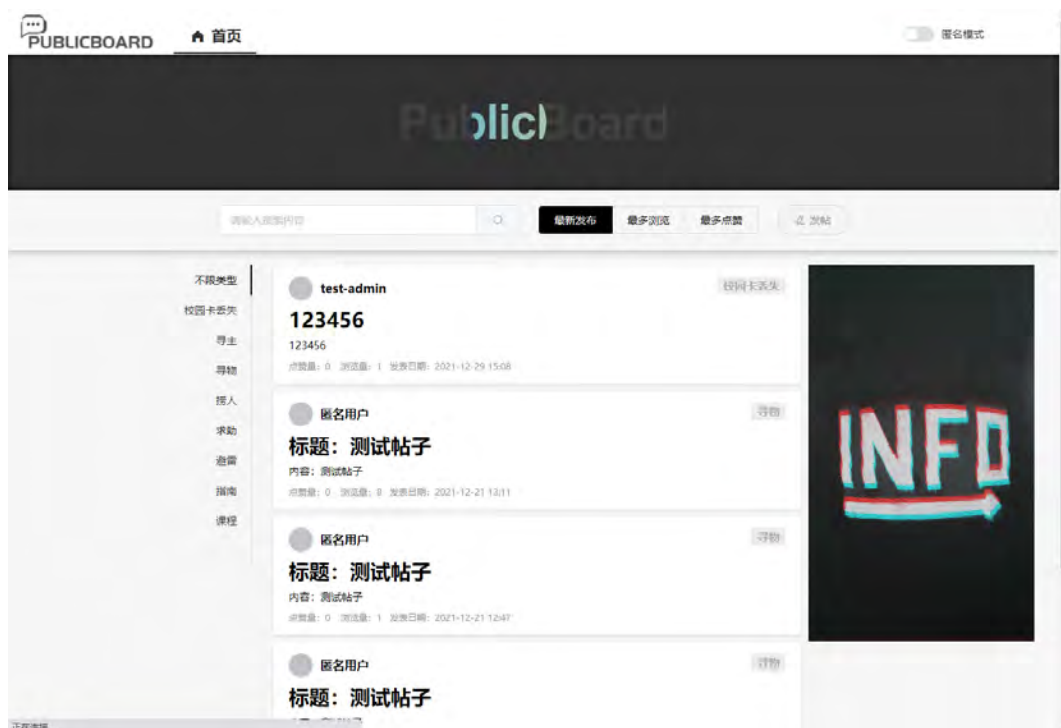 PUBLICBOARD
首页
匿名模式
PublicBoard
请输入搜索内容
最新发布 最多浏览 最多点赞 发帖
不限类型
校园卡丢失
寻主
寻物
捞人
求助
避雷
指南
课程
test-admin 校园卡丢失
123456
123456
点赞量：0 浏览量：1 发表日期：2021-12-29 15:08
匿名用户 寻物
标题：测试帖子
内容：测试帖子
点赞量：0 浏览量：8 发表日期：2021-12-21 13:11
匿名用户 寻物
标题：测试帖子
内容：测试帖子
点赞量：0 浏览量：1 发表日期：2021-12-21 12:47
匿名用户 寻物
标题：测试帖子
INFO